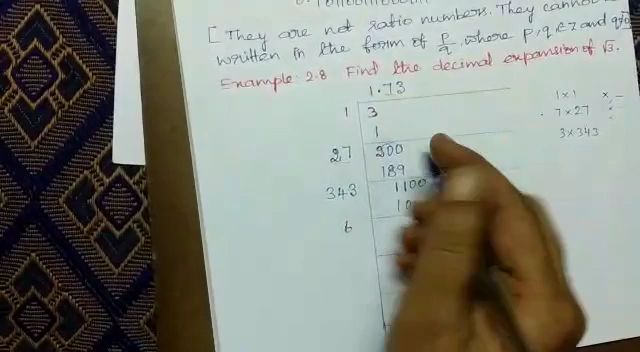 [They are not ratio numbers. They cannot
written in the form of p/q, where p, q ∈ Z and q≠0
Example: 2.8 Find the decimal expansion of √3.
1.73
1 3 1 x 1
1 7 x 27
27 200 3 x 343
189
343 1100
10
6